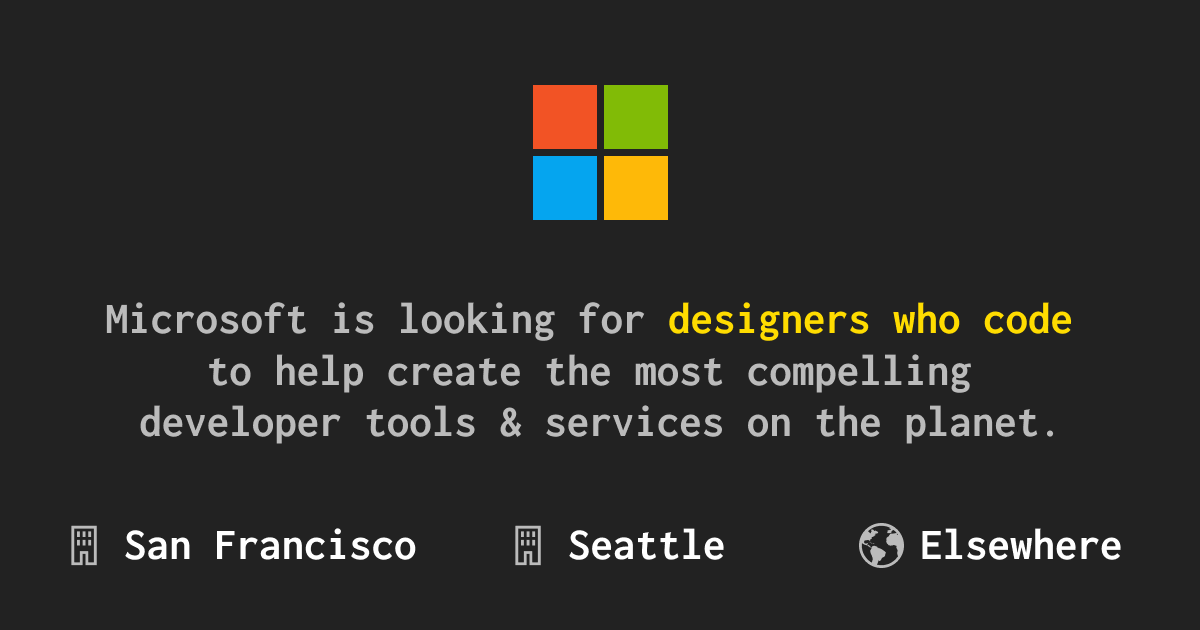 Microsoft is looking for designers who code
to help create the most compelling
developer tools & services on the planet.
San Francisco Seattle Elsewhere